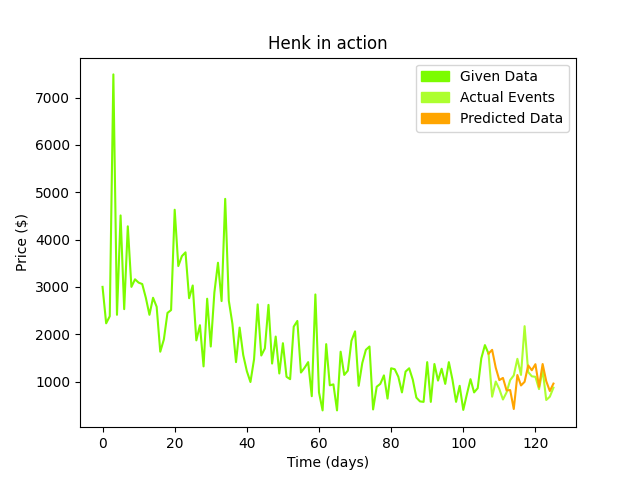 Henk in action
Given Data
Actual Events
Predicted Data
Price ($)
7000
6000
5000
4000
3000
2000
1000
0 20 40 60 80 100 120
Time (days)